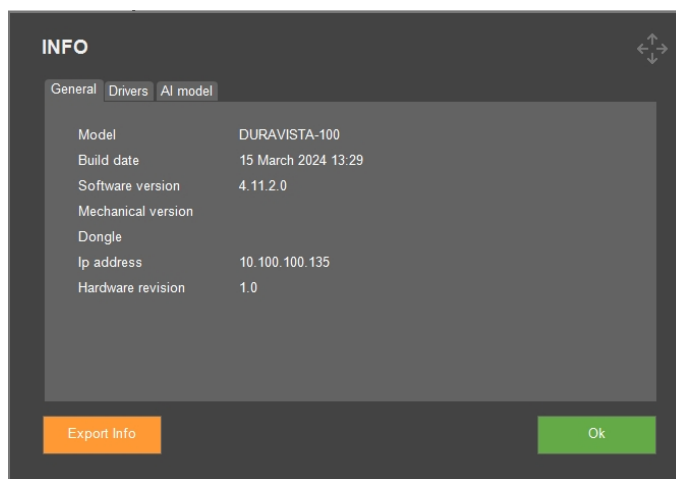 INFO
General Drivers AI model
Model DURAVISTA-100
Build date 15 March 2024 13:29
Software version 4.11.2.0
Mechanical version
Dongle
Ip address 10.100.100.135
Hardware revision 1.0
Export Info Ok